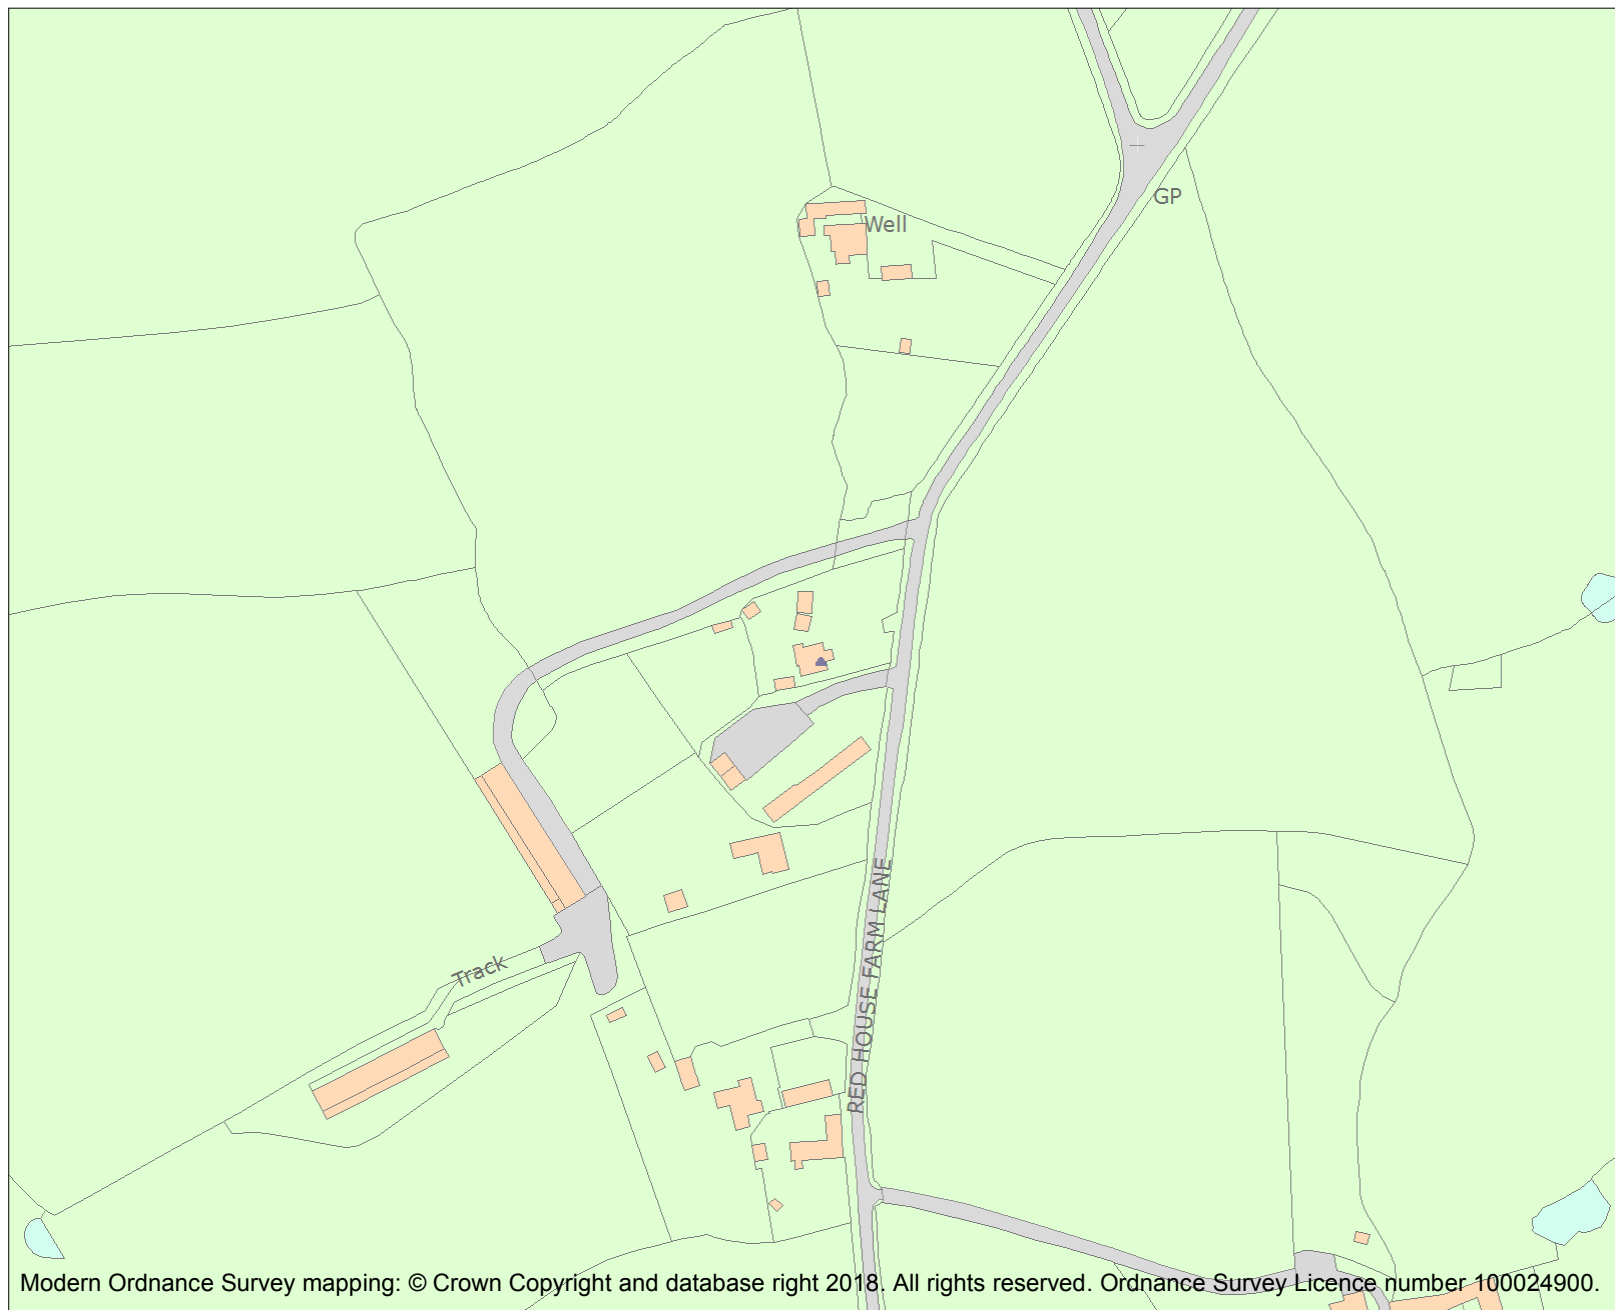 GP
Well
RED HOUSE FARM LANE
Track
Modern Ordnance Survey mapping: © Crown Copyright and database right 2018. All rights reserved. Ordnance Survey Licence number 100024900.